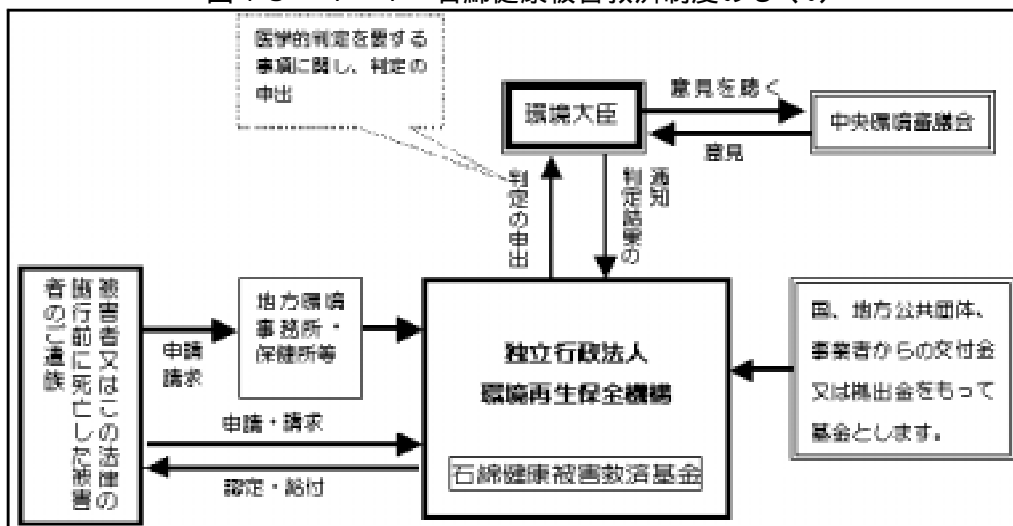 医学的判定を要する
事項に関し、判定の
申出
環境大臣
意見を聴く
意見
中央環境審議会
判定の申出
通知
判定結果の
被害者又はこの法律の
施行前に死亡した被害
者のご遺族
申請
請求
地方環境
事務所・
保健所等
申請・請求
認定・給付
独立行政法人
環境再生保全機構
石綿健康被害救済基金
国、地方公共団体、
事業者からの交付金
又は拠出金をもって
基金とします。